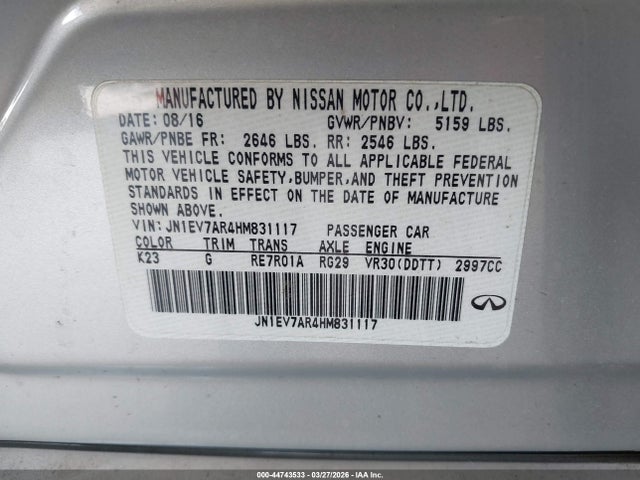 MANUFACTURED BY NISSAN MOTOR CO.,LTD.
DATE: 08/16 GVWR/PNBV: 5159 LBS.
GAWR/PNBE FR: 2646 LBS. RR: 2546 LBS.
THIS VEHICLE CONFORMS TO ALL APPLICABLE FEDERAL
MOTOR VEHICLE SAFETY,BUMPER,AND THEFT PREVENTION
STANDARDS IN EFFECT ON THE DATE OF MANUFACTURE
SHOWN ABOVE.
VIN: JN1EV7AR4HM831117 PASSENGER CAR
COLOR TRIM TRANS AXLE ENGINE
K23 G RE7R01A RG29 VR30(DDTT) 2997CC
JN1EV7AR4HM831117
000-44743533 — 03/27/2026 — IAA Corp.